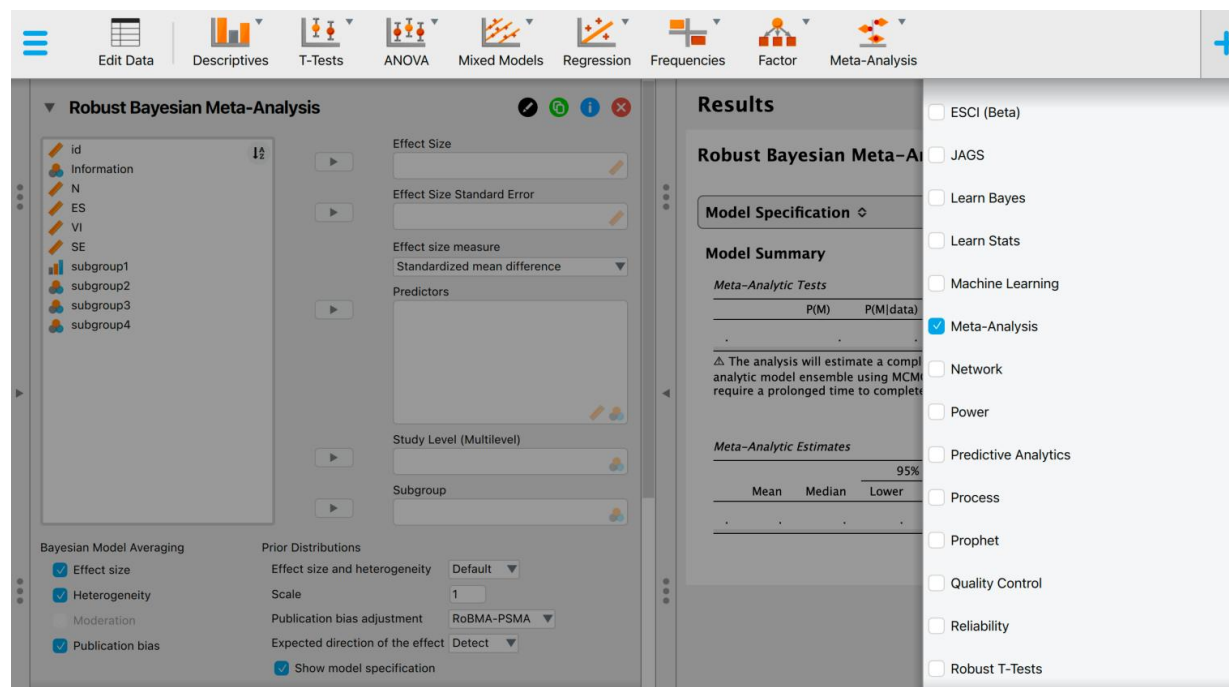 Edit Data
Descriptives
T-Tests
ANOVA
Mixed Models
Regression
Frequencies
Factor
Meta-Analysis
Robust Bayesian Meta-Analysis
id
Information
N
ES
VI
SE
subgroup1
subgroup2
subgroup3
subgroup4
Effect Size
Effect Size Standard Error
Effect size measure
Standardized mean difference
Predictors
Study Level (Multilevel)
Subgroup
Bayesian Model Averaging
Effect size
Heterogeneity
Moderation
Publication bias
Prior Distributions
Effect size and heterogeneity Default
Scale 1
Publication bias adjustment RoBMA-PSMA
Expected direction of the effect Detect
Show model specification
Results
Robust Bayesian Meta-A
Model Specification
Model Summary
Meta-Analytic Tests
P(M) P(M|data)
⚠ The analysis will estimate a compl
analytic model ensemble using MCM
require a prolonged time to complete
Meta-Analytic Estimates
95%
Mean Median Lower
ESCI (Beta)
JAGS
Learn Bayes
Learn Stats
Machine Learning
Meta-Analysis
Network
Power
Predictive Analytics
Process
Prophet
Quality Control
Reliability
Robust T-Tests